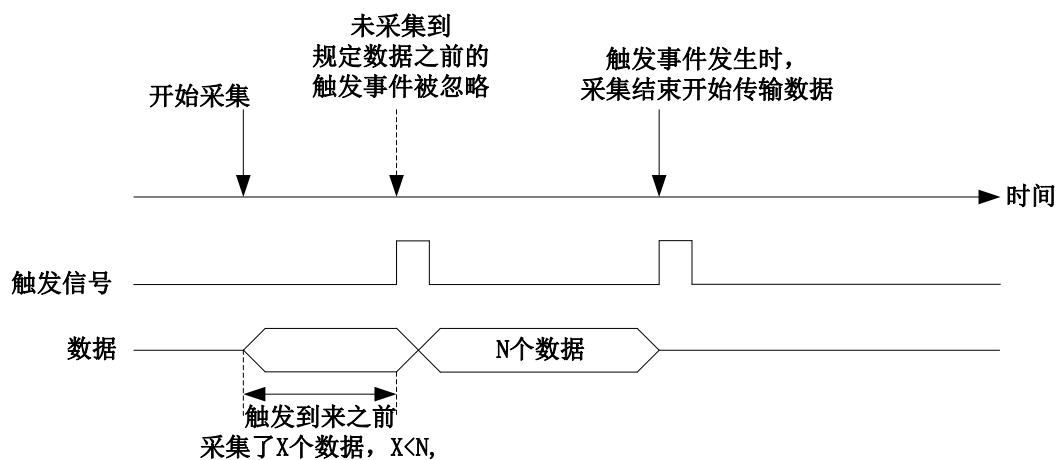 未采集到
规定数据之前的
触发事件被忽略
触发事件发生时，
采集结束开始传输数据
开始采集
时间
触发信号
数据
N个数据
触发到来之前
采集了X个数据，X<N,